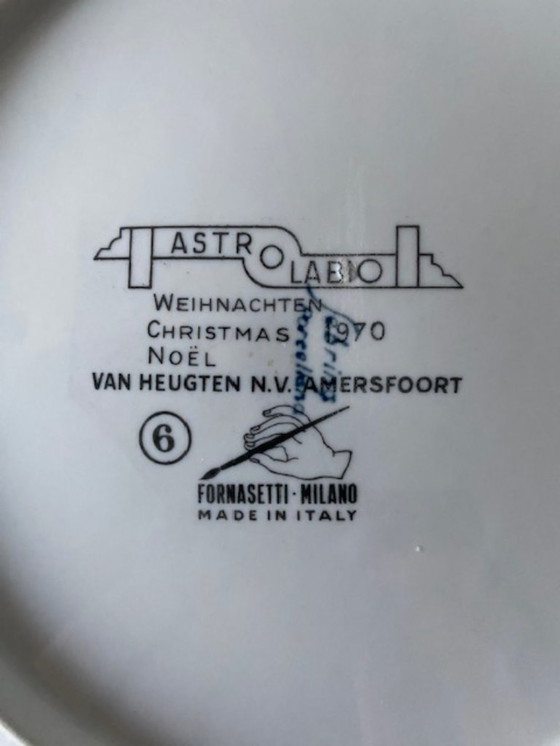 ASTROLABIO
WEIHNACHTEN
CHRISTMAS 1970
NOËL
VAN HEUGTEN N.V. AMERSFOORT
6
FORNASETTI · MILANO
MADE IN ITALY